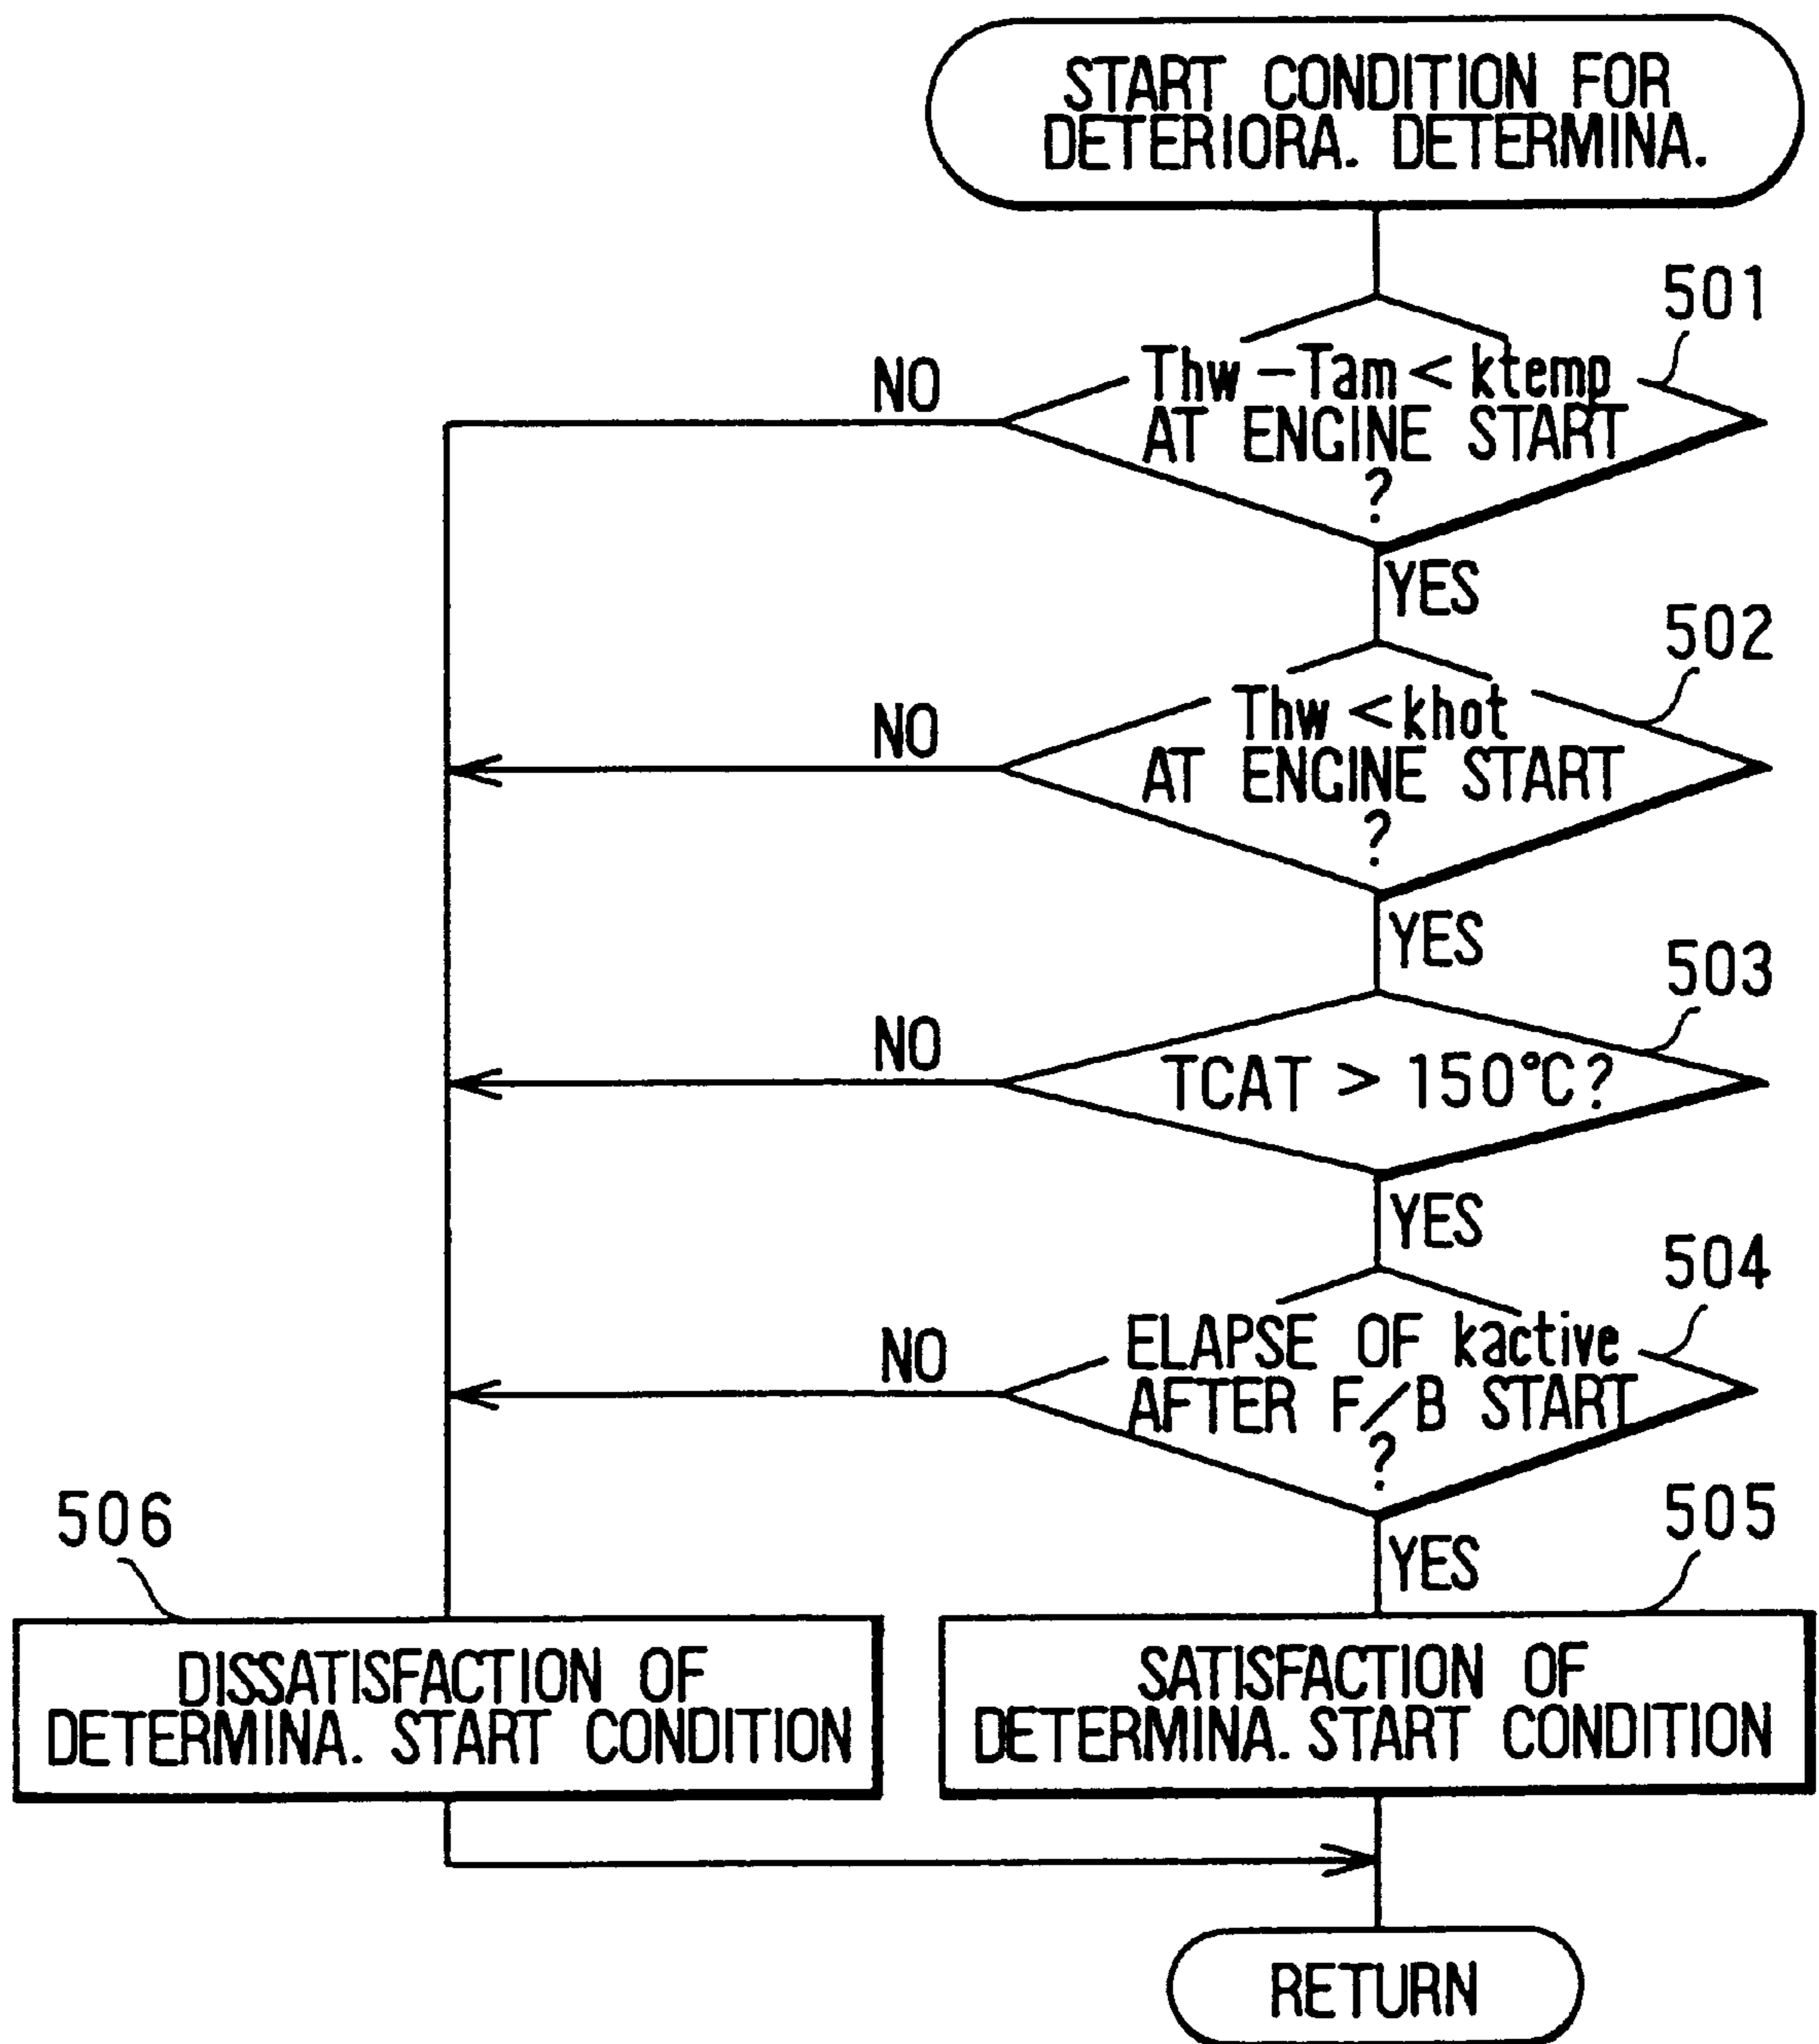 START CONDITION FOR
DETERIORA. DETERMINA.
501
Thw-Tam < ktemp
AT ENGINE START
?
NO
YES
502
Thw < khot
AT ENGINE START
?
NO
YES
503
TCAT > 150°C?
NO
YES
504
ELAPSE OF kactive
AFTER F/B START
?
NO
YES
506
DISSATISFACTION OF
DETERMINA. START CONDITION
505
SATISFACTION OF
DETERMINA. START CONDITION
RETURN